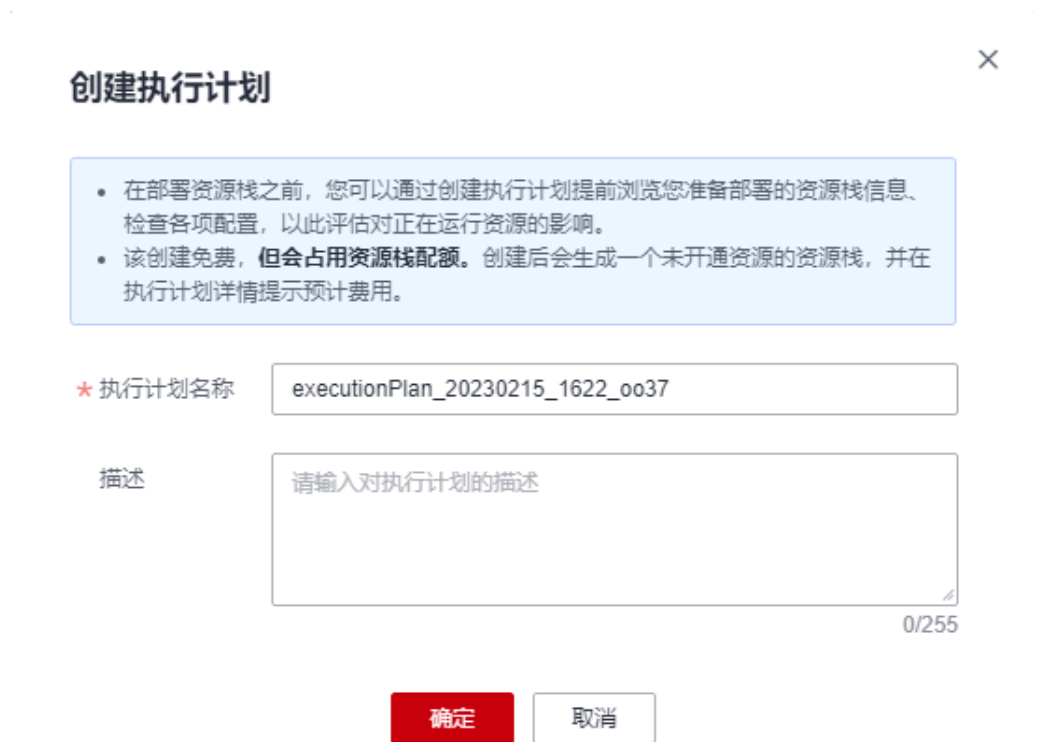 创建执行计划
在部署资源栈之前，您可以通过创建执行计划提前浏览您准备部署的资源栈信息、
检查各项配置，以此评估对正在运行资源的影响。
该创建免费，但会占用资源栈配额。创建后会生成一个未开通资源的资源栈，并在
执行计划详情提示预计费用。
* 执行计划名称 executionPlan_20230215_1622_oo37
描述 请输入对执行计划的描述
0/255
确定 取消